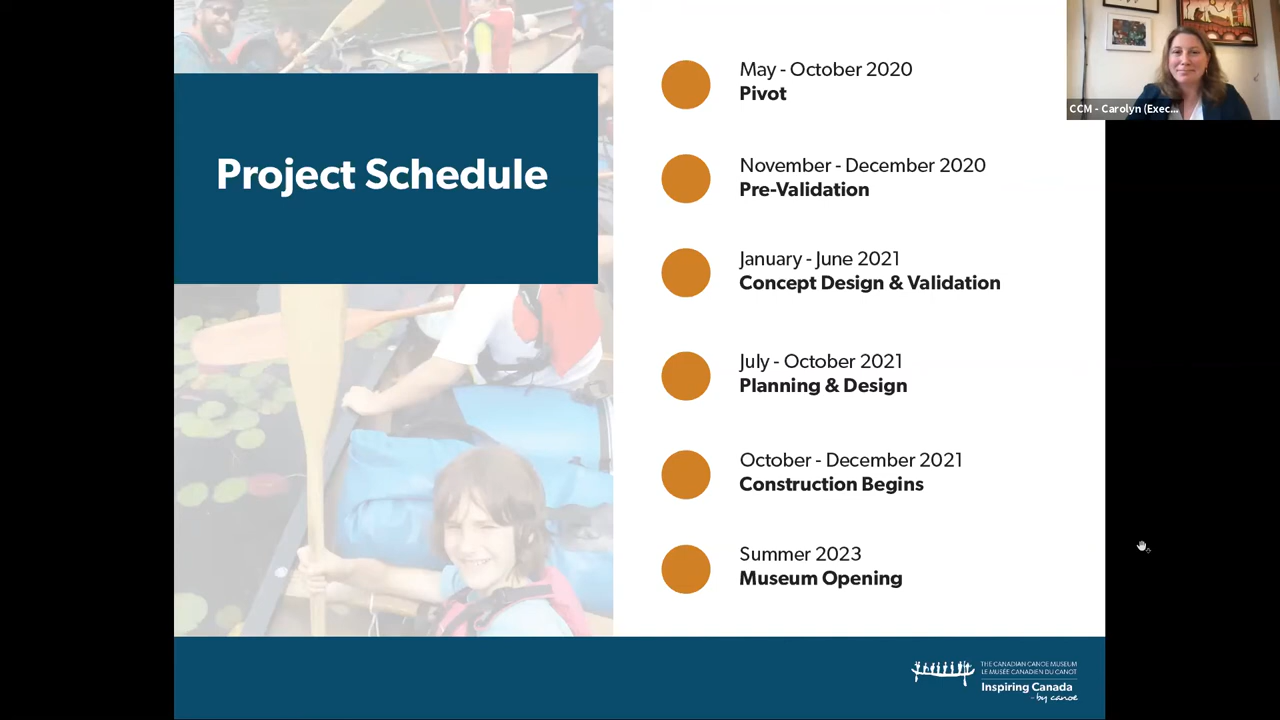 Project Schedule
May - October 2020
Pivot
November - December 2020
Pre-Validation
January - June 2021
Concept Design & Validation
July - October 2021
Planning & Design
October - December 2021
Construction Begins
Summer 2023
Museum Opening
CCM - Carolyn (Exec...
THE CANADIAN CANOE MUSEUM
LE MUSÉE CANADIEN DU CANOT
Inspiring Canada
- by canoe